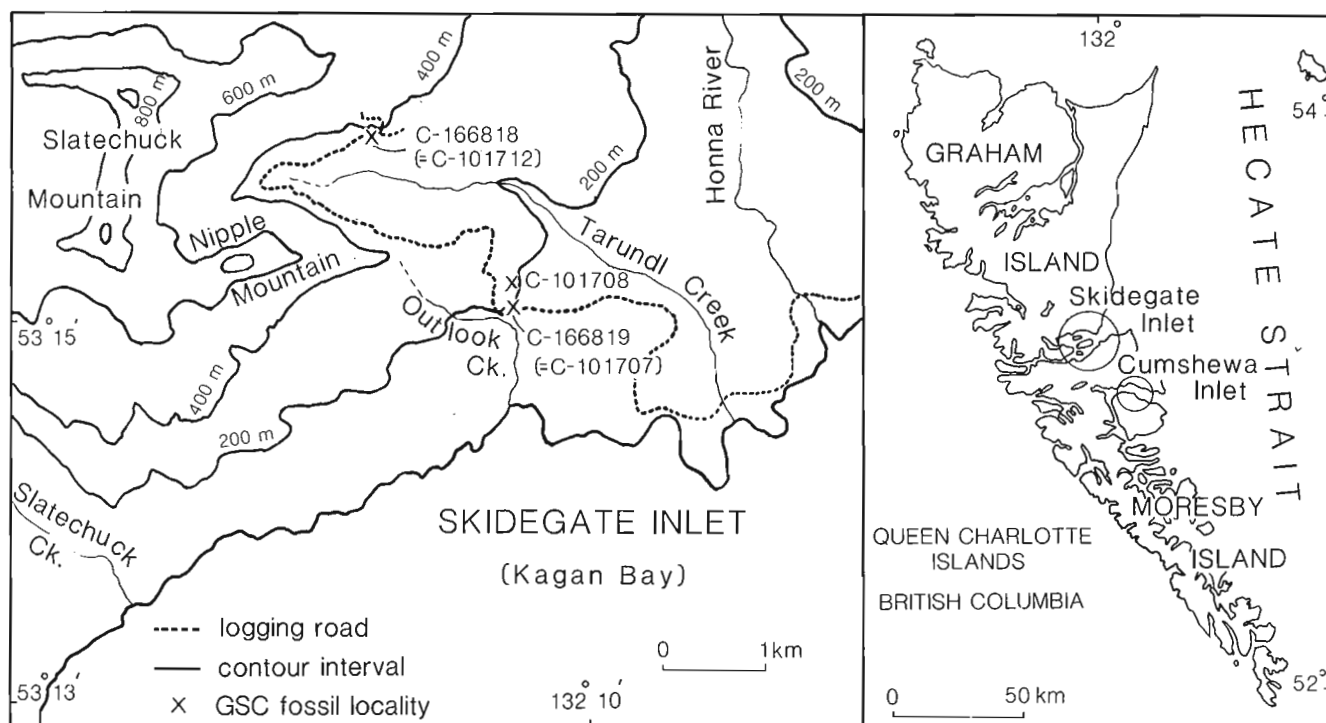 400 m
Honna River
200 m
800 m
600 m
Slatechuck
Mountain
C-166818
(=C-101712)
200 m
Nipple
Mountain
Tarundl
Creek
C-101708
53° 15'
Outlook
Ck.
C-166819
(=C-101707)
400 m
200 m
Slatechuck
Ck.
SKIDEGATE INLET
(Kagan Bay)
logging road
contour interval
GSC fossil locality
0 1km
53° 13'
132° 10'
132°
54°
HECATE STRAIT
GRAHAM
ISLAND
Skidegate
Inlet
Cumshewa
Inlet
MORESBY
ISLAND
QUEEN CHARLOTTE
ISLANDS
BRITISH COLUMBIA
0 50 km
52°